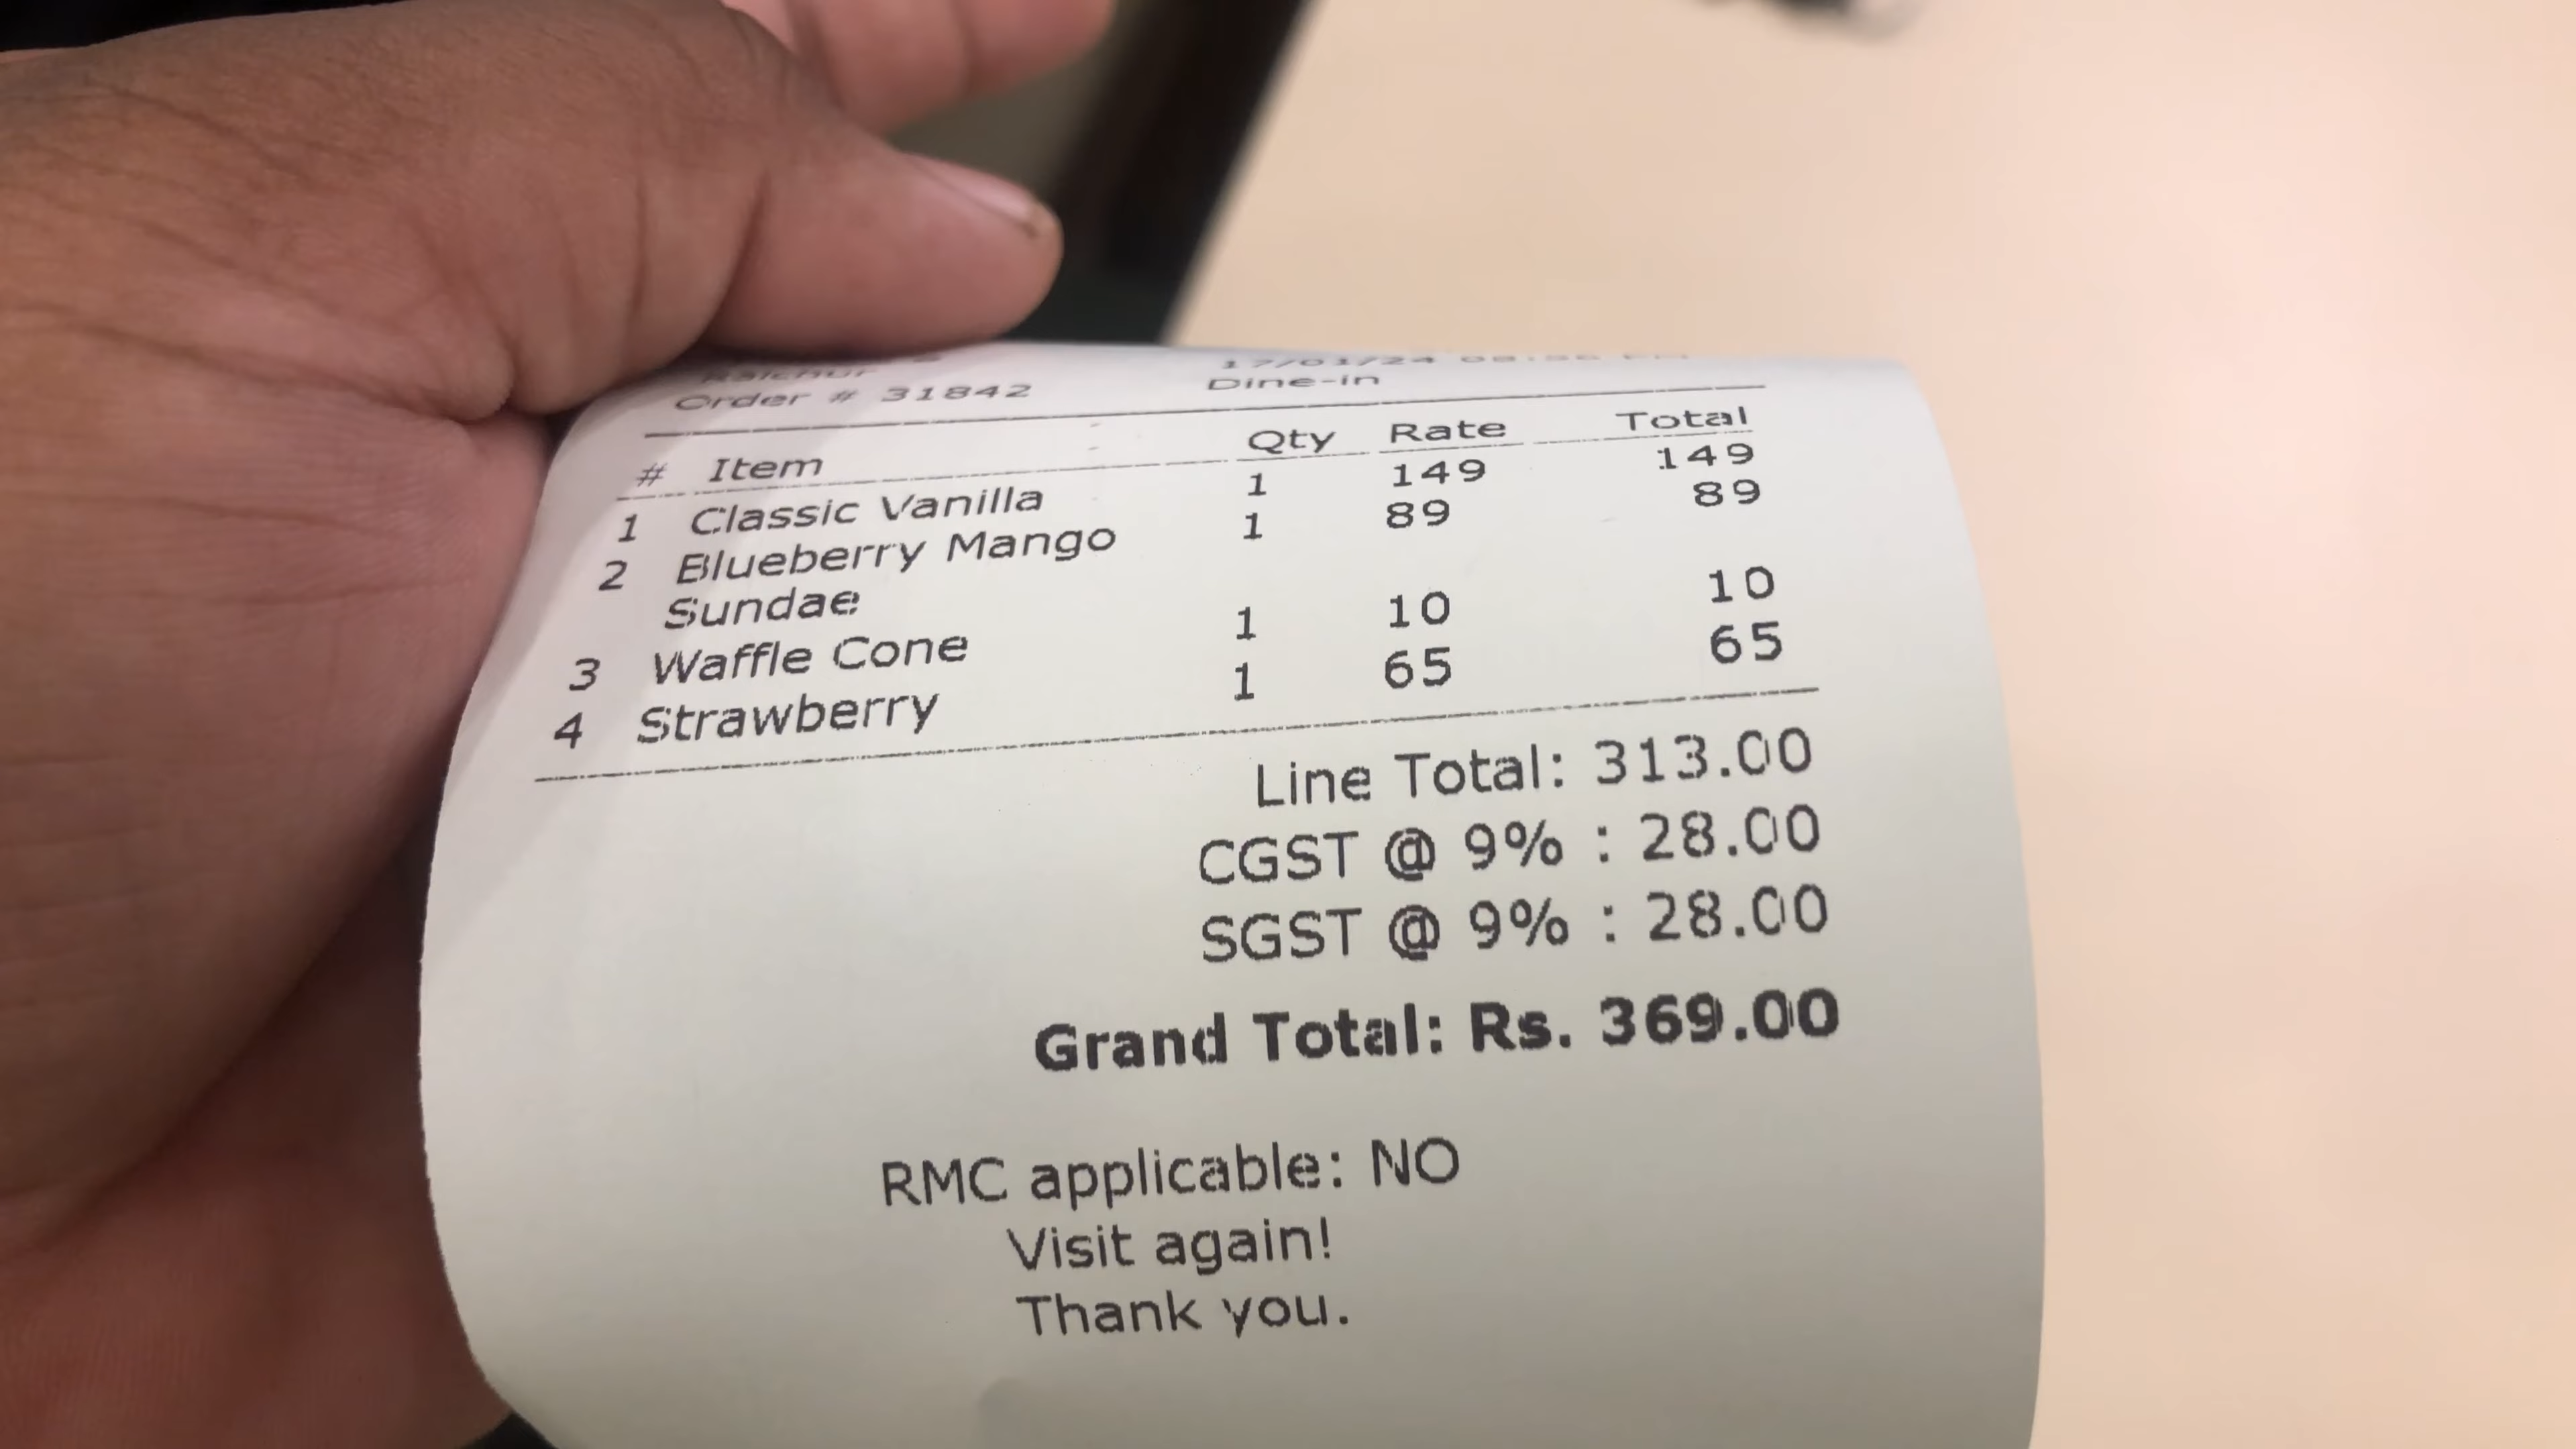 Raichur
Order # 31842 Dine-in
# Item Qty Rate Total
1 Classic Vanilla 1 149 149
2 Blueberry Mango 1 89 89
Sundae
3 Waffle Cone 1 10 10
4 Strawberry 1 65 65
Line Total: 313.00
CGST @ 9% : 28.00
SGST @ 9% : 28.00
Grand Total: Rs. 369.00
RMC applicable: NO
Visit again!
Thank you.